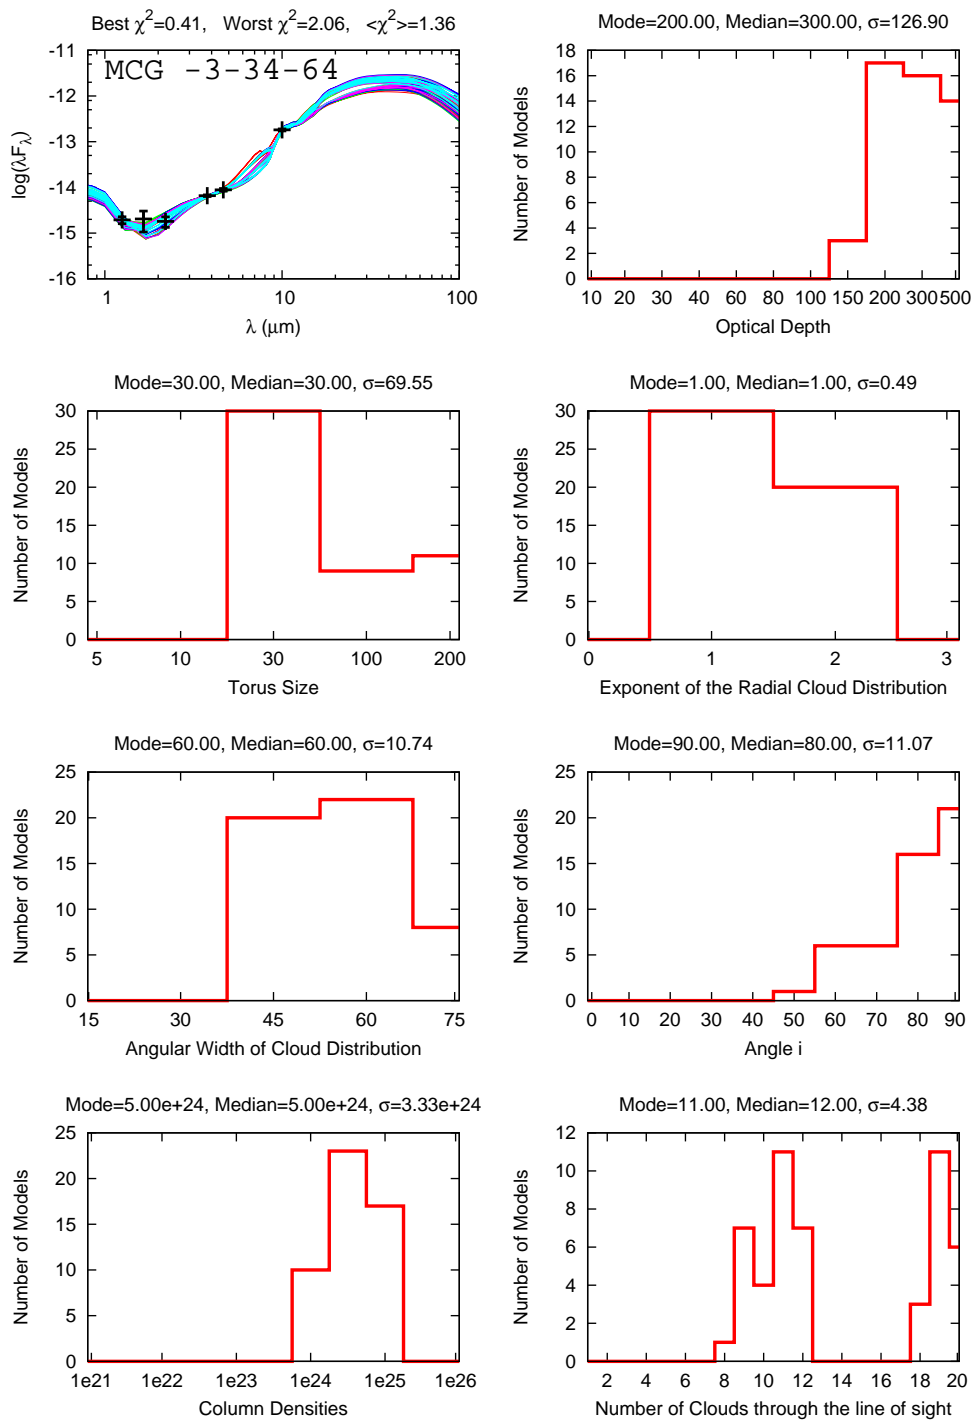 Best χ²=0.41, Worst χ²=2.06, <χ²>=1.36
MCG -3-34-64
log(λFλ)
-11
-12
-13
-14
-15
-16
1 10 100
λ (μm)
Mode=200.00, Median=300.00, σ=126.90
Number of Models
18
16
14
12
10
8
6
4
2
0
10 20 30 40 60 80 100 150 200 300 500
Optical Depth
Mode=30.00, Median=30.00, σ=69.55
Number of Models
30
25
20
15
10
5
0
5 10 30 100 200
Torus Size
Mode=1.00, Median=1.00, σ=0.49
Number of Models
30
20
10
0
0 1 2 3
Exponent of the Radial Cloud Distribution
Mode=60.00, Median=60.00, σ=10.74
Number of Models
25
20
15
10
5
0
15 30 45 60 75
Angular Width of Cloud Distribution
Mode=90.00, Median=80.00, σ=11.07
Number of Models
25
20
15
10
5
0
0 10 20 30 40 50 60 70 80 90
Angle i
Mode=5.00e+24, Median=5.00e+24, σ=3.33e+24
Number of Models
25
20
15
10
5
0
1e21 1e22 1e23 1e24 1e25 1e26
Column Densities
Mode=11.00, Median=12.00, σ=4.38
Number of Models
12
10
8
6
4
2
0
2 4 6 8 10 12 14 16 18 20
Number of Clouds through the line of sight